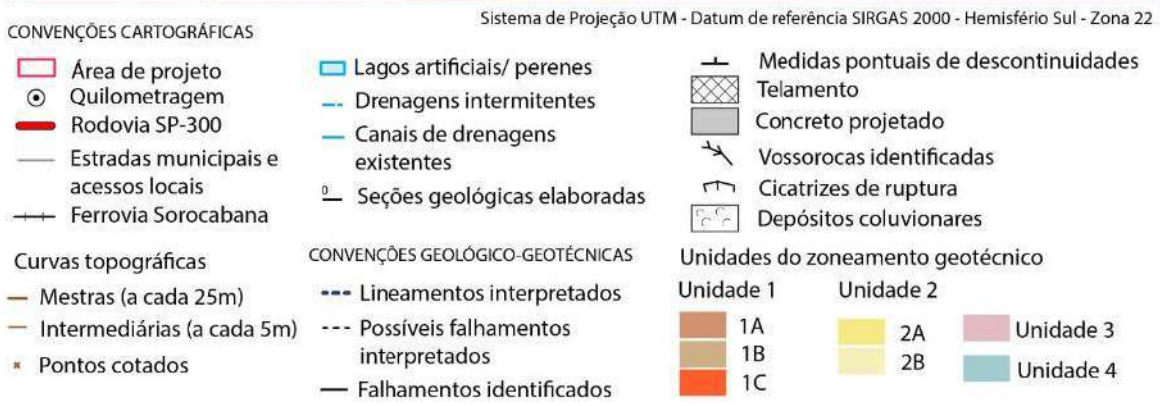 Sistema de Projeção UTM - Datum de referência SIRGAS 2000 - Hemisfério Sul - Zona 22
CONVENÇÕES CARTOGRÁFICAS
Área de projeto
Quilometragem
Rodovia SP-300
Estradas municipais e
acessos locais
Ferrovia Sorocabana
Curvas topográficas
Mestras (a cada 25m)
Intermediárias (a cada 5m)
Pontos cotados
Lagos artificiais/ perenes
Drenagens intermitentes
Canais de drenagens
existentes
0 Seções geológicas elaboradas
CONVENÇÕES GEOLÓGICO-GEOTÉCNICAS
Lineamentos interpretados
Possíveis falhamentos
interpretados
Falhamentos identificados
Medidas pontuais de descontinuidades
Telamento
Concreto projetado
Vossorocas identificadas
Cicatrizes de ruptura
Depósitos coluvionares
Unidades do zoneamento geotécnico
Unidade 1
1A
1B
1C
Unidade 2
2A
2B
Unidade 3
Unidade 4